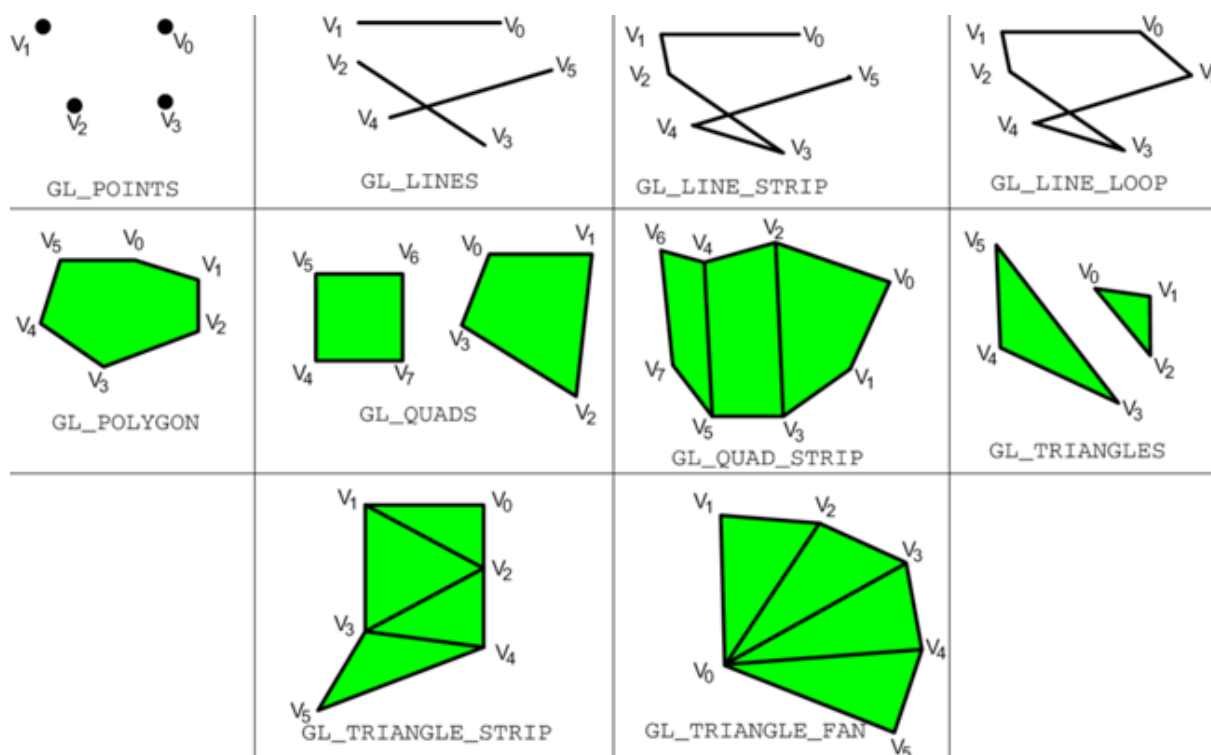 V1 V0
V2 V3
GL_POINTS
V1 V0
V2 V5
V4 V3
GL_LINES
V1 V0
V2 V5
V4 V3
GL_LINE_STRIP
V1 V0
V2 V
V4 V3
GL_LINE_LOOP
V5 V0
V1
V4 V2
V3
GL_POLYGON
V5 V6 V0 V1
V3
V4 V7
V2
GL_QUADS
V6 V4 V2
V0
V7 V1
V5 V3
GL_QUAD_STRIP
V5
V0 V1
V4 V2
V3
GL_TRIANGLES
V1 V0
V2
V3 V4
V5
GL_TRIANGLE_STRIP
V1 V2
V3
V0 V4
V5
GL_TRIANGLE_FAN